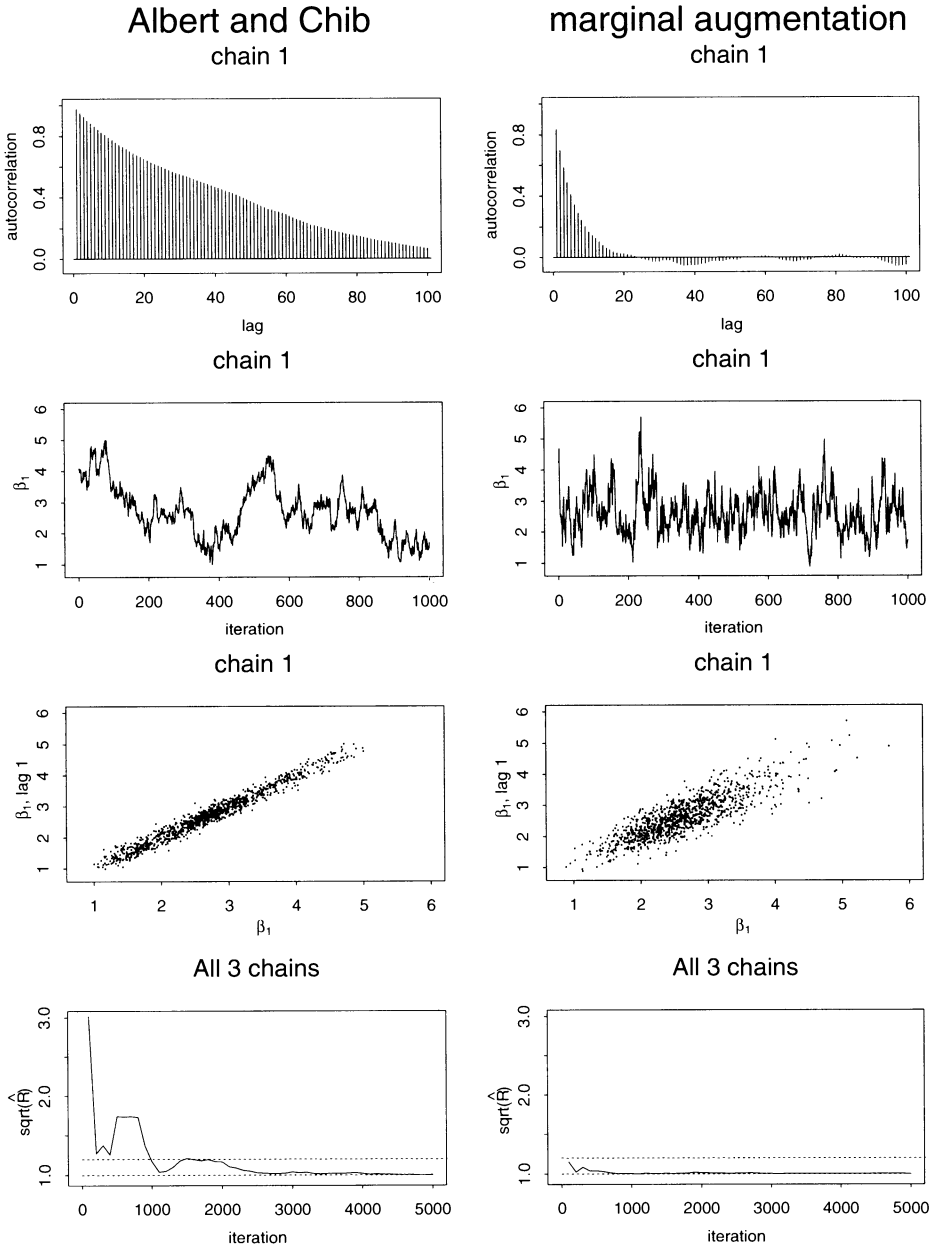 Albert and Chib
chain 1
autocorrelation
0.8
0.4
0.0
0 20 40 60 80 100
lag
chain 1
β1
6
5
4
3
2
1
0 200 400 600 800 1000
iteration
chain 1
β1, lag 1
6
5
4
3
2
1
1 2 3 4 5 6
β1
All 3 chains
sqrt(R̂)
3.0
2.0
1.0
0 1000 2000 3000 4000 5000
iteration
marginal augmentation
chain 1
autocorrelation
0.8
0.4
0.0
0 20 40 60 80 100
lag
chain 1
β1
6
5
4
3
2
1
0 200 400 600 800 1000
iteration
chain 1
β1, lag 1
6
5
4
3
2
1
1 2 3 4 5 6
β1
All 3 chains
sqrt(R̂)
3.0
2.0
1.0
0 1000 2000 3000 4000 5000
iteration